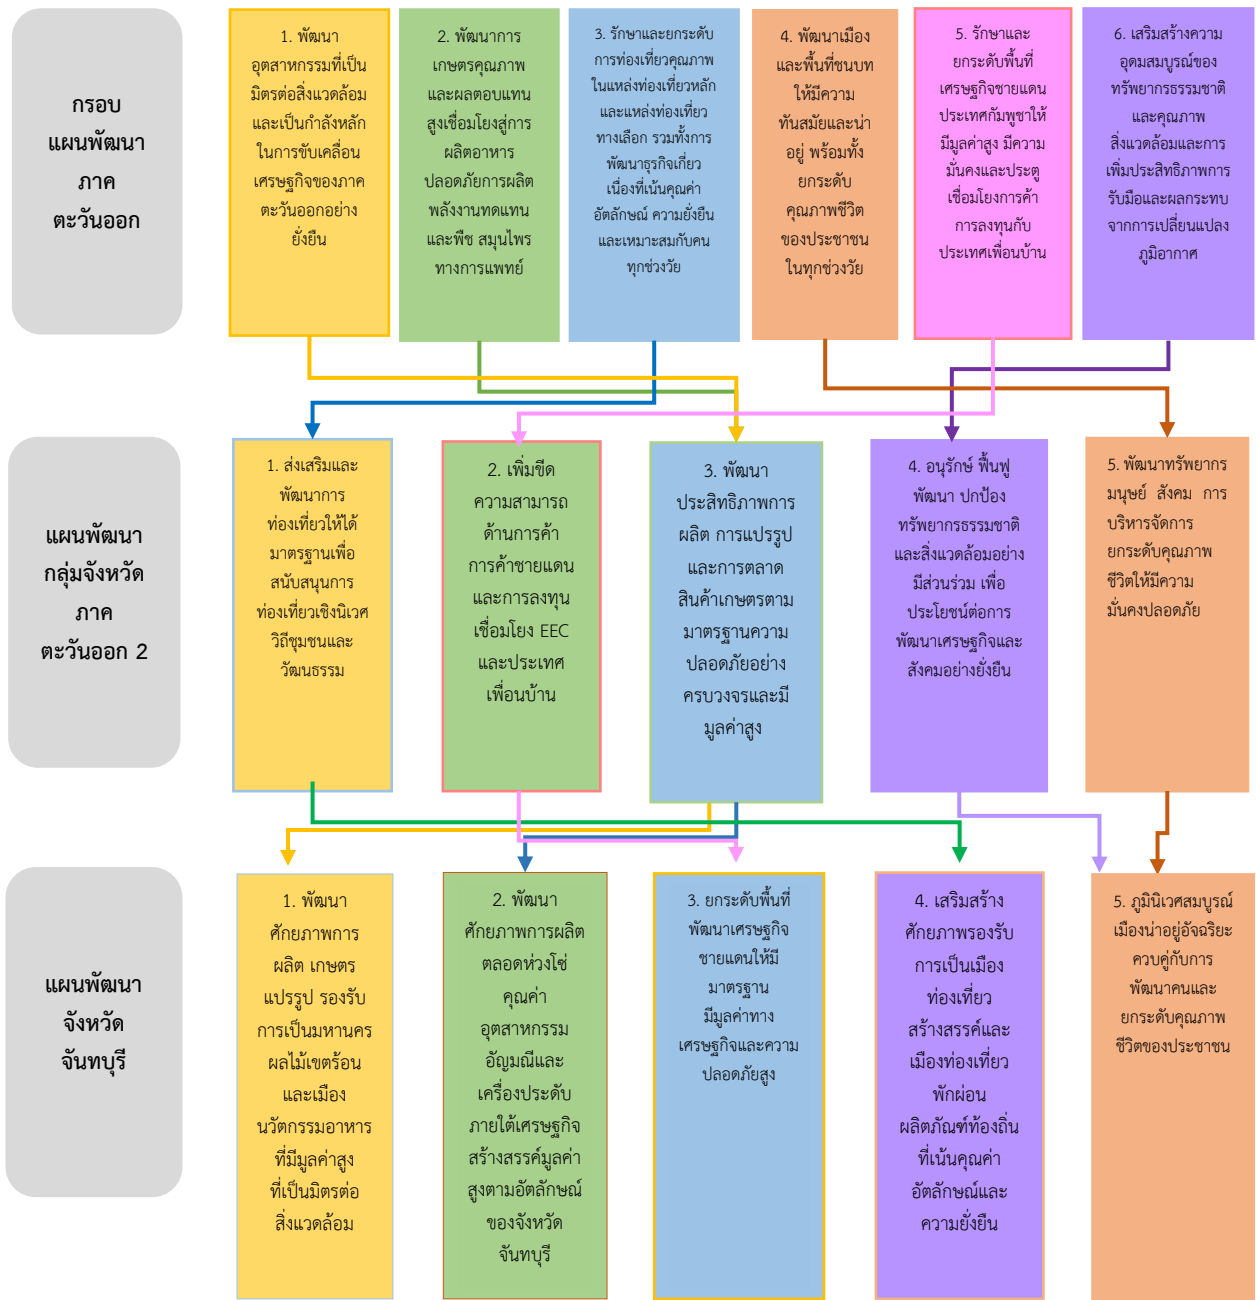 กรอบ
แผนพัฒนา
ภาค
ตะวันออก
1. พัฒนา
อุตสาหกรรมที่เป็น
มิตรต่อสิ่งแวดล้อม
และเป็นกำลังหลัก
ในการขับเคลื่อน
เศรษฐกิจของภาค
ตะวันออกอย่าง
ยั่งยืน
2. พัฒนาการ
เกษตรคุณภาพ
และผลตอบแทน
สูงเชื่อมโยงสู่การ
ผลิตอาหาร
ปลอดภัยการผลิต
พลังงานทดแทน
และพืช สมุนไพร
ทางการแพทย์
3. รักษาและยกระดับ
การท่องเที่ยวคุณภาพ
ในแหล่งท่องเที่ยวหลัก
และแหล่งท่องเที่ยว
ทางเลือก รวมทั้งการ
พัฒนาธุรกิจเกี่ยว
เนื่องที่เน้นคุณค่า
อัตลักษณ์ ความยั่งยืน
และเหมาะสมกับคน
ทุกช่วงวัย
4. พัฒนาเมือง
และพื้นที่ชนบท
ให้มีความ
ทันสมัยและน่า
อยู่ พร้อมทั้ง
ยกระดับ
คุณภาพชีวิต
ของประชาชน
ในทุกช่วงวัย
5. รักษาและ
ยกระดับพื้นที่
เศรษฐกิจชายแดน
ประเทศกัมพูชาให้
มีมูลค่าสูง มีความ
มั่นคงและประตู
เชื่อมโยงการค้า
การลงทุนกับ
ประเทศเพื่อนบ้าน
6. เสริมสร้างความ
อุดมสมบูรณ์ของ
ทรัพยากรธรรมชาติ
และคุณภาพ
สิ่งแวดล้อมและการ
เพิ่มประสิทธิภาพการ
รับมือและผลกระทบ
จากการเปลี่ยนแปลง
ภูมิอากาศ
แผนพัฒนา
กลุ่มจังหวัด
ภาค
ตะวันออก 2
1. ส่งเสริมและ
พัฒนาการ
ท่องเที่ยวให้ได้
มาตรฐานเพื่อ
สนับสนุนการ
ท่องเที่ยวเชิงนิเวศ
วิถีชุมชนและ
วัฒนธรรม
2. เพิ่มขีด
ความสามารถ
ด้านการค้า
การค้าชายแดน
และการลงทุน
เชื่อมโยง EEC
และประเทศ
เพื่อนบ้าน
3. พัฒนา
ประสิทธิภาพการ
ผลิต การแปรรูป
และการตลาด
สินค้าเกษตรตาม
มาตรฐานความ
ปลอดภัยอย่าง
ครบวงจรและมี
มูลค่าสูง
4. อนุรักษ์ ฟื้นฟู
พัฒนา ปกป้อง
ทรัพยากรธรรมชาติ
และสิ่งแวดล้อมอย่าง
มีส่วนร่วม เพื่อ
ประโยชน์ต่อการ
พัฒนาเศรษฐกิจและ
สังคมอย่างยั่งยืน
5. พัฒนาทรัพยากร
มนุษย์ สังคม การ
บริหารจัดการ
ยกระดับคุณภาพ
ชีวิตให้มีความ
มั่นคงปลอดภัย
แผนพัฒนา
จังหวัด
จันทบุรี
1. พัฒนา
ศักยภาพการ
ผลิต เกษตร
แปรรูป รองรับ
การเป็นมหานคร
ผลไม้เขตร้อน
และเมือง
นวัตกรรมอาหาร
ที่มีมูลค่าสูง
ที่เป็นมิตรต่อ
สิ่งแวดล้อม
2. พัฒนา
ศักยภาพการผลิต
ตลอดห่วงโซ่
คุณค่า
อุตสาหกรรม
อัญมณีและ
เครื่องประดับ
ภายใต้เศรษฐกิจ
สร้างสรรค์มูลค่า
สูงตามอัตลักษณ์
ของจังหวัด
จันทบุรี
3. ยกระดับพื้นที่
พัฒนาเศรษฐกิจ
ชายแดนให้มี
มาตรฐาน
มีมูลค่าทาง
เศรษฐกิจและความ
ปลอดภัยสูง
4. เสริมสร้าง
ศักยภาพรองรับ
การเป็นเมือง
ท่องเที่ยว
สร้างสรรค์และ
เมืองท่องเที่ยว
พักผ่อน
ผลิตภัณฑ์ท้องถิ่น
ที่เน้นคุณค่า
อัตลักษณ์และ
ความยั่งยืน
5. ภูมินิเวศสมบูรณ์
เมืองน่าอยู่อัจฉริยะ
ควบคู่กับการ
พัฒนาคนและ
ยกระดับคุณภาพ
ชีวิตของประชาชน